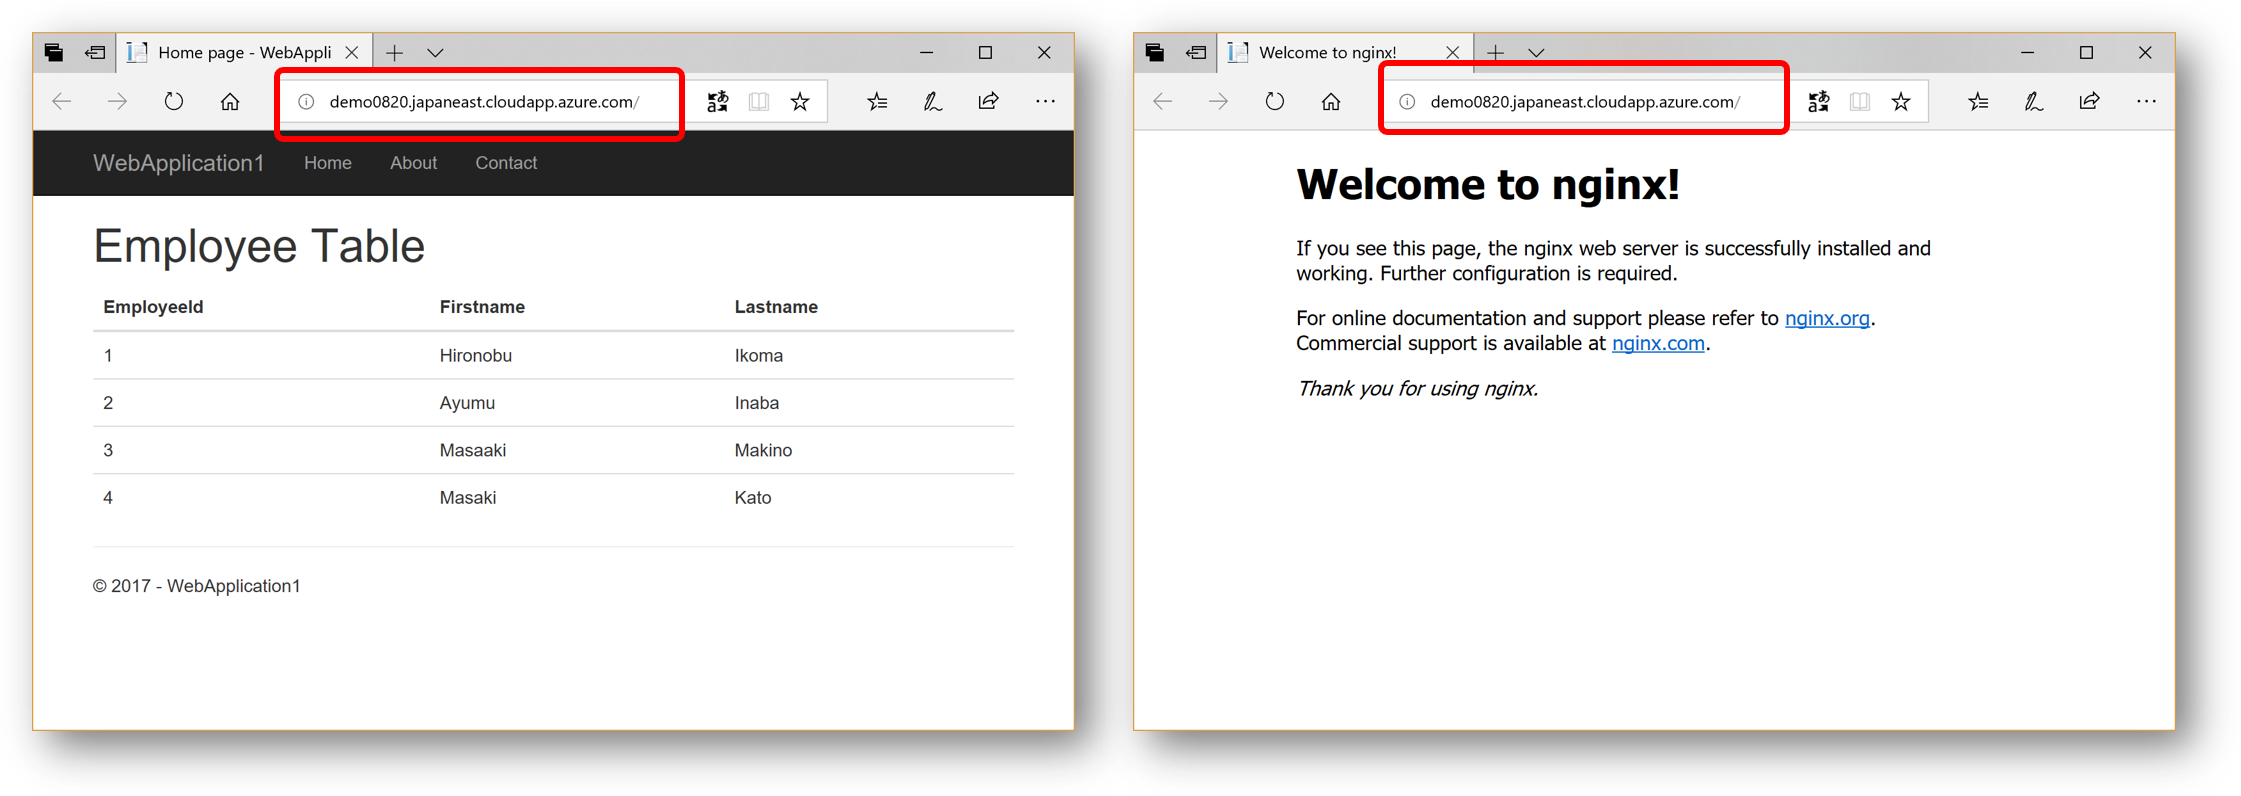 Home page - WebAppli
demo0820.japaneast.cloudapp.azure.com/
WebApplication1 Home About Contact
Employee Table
EmployeeId Firstname Lastname
1 Hironobu Ikoma
2 Ayumu Inaba
3 Masaaki Makino
4 Masaki Kato
© 2017 - WebApplication1
Welcome to nginx!
demo0820.japaneast.cloudapp.azure.com/
Welcome to nginx!
If you see this page, the nginx web server is successfully installed and
working. Further configuration is required.
For online documentation and support please refer to nginx.org.
Commercial support is available at nginx.com.
Thank you for using nginx.